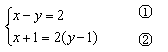 x-y=2 ①
x+1=2(y-1) ②